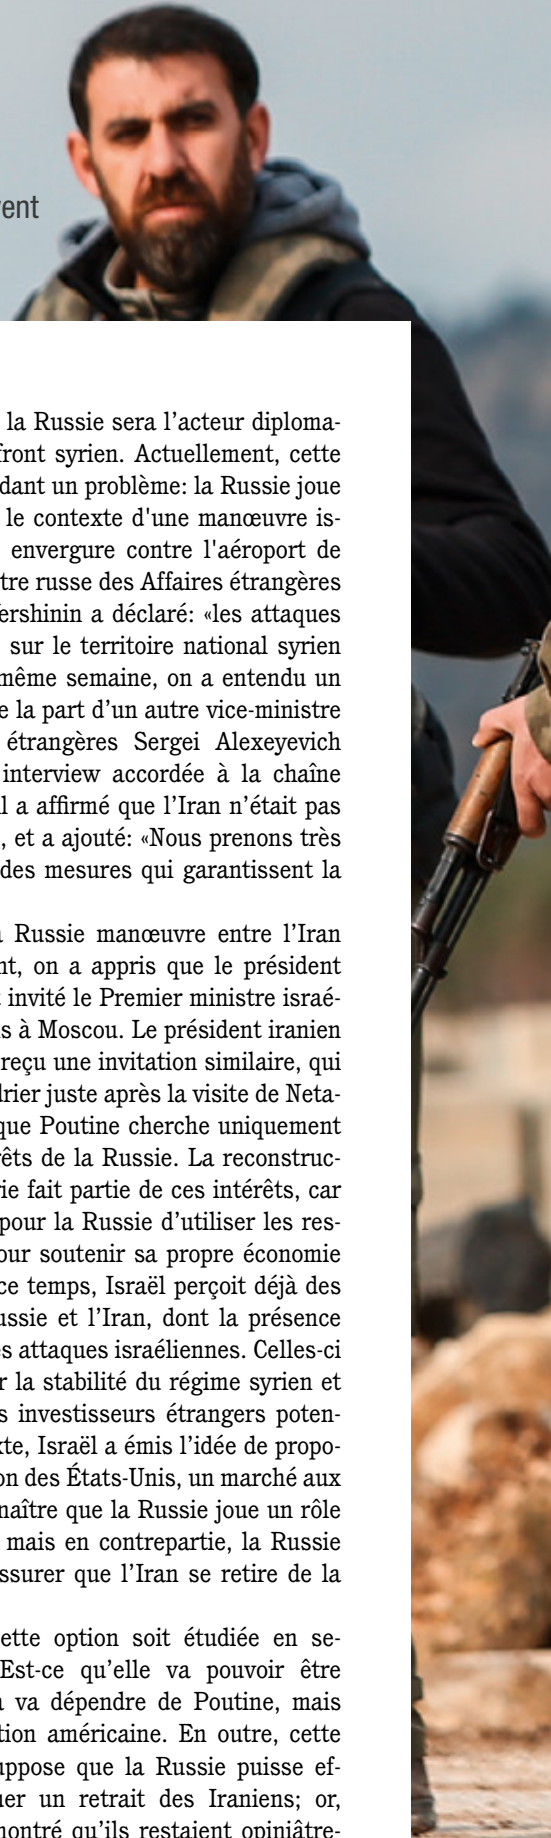 ent
la Russie sera l’acteur diploma-
front syrien. Actuellement, cette
dant un problème: la Russie joue
le contexte d'une manœuvre is-
envergure contre l'aéroport de
tre russe des Affaires étrangères
ershinin a déclaré: «les attaques
sur le territoire national syrien
même semaine, on a entendu un
e la part d’un autre vice-ministre
étrangères Sergei Alexeyevich
interview accordée à la chaîne
l a affirmé que l’Iran n’était pas
, et a ajouté: «Nous prenons très
des mesures qui garantissent la
a Russie manœuvre entre l’Iran
nt, on a appris que le président
t invité le Premier ministre israé-
s à Moscou. Le président iranien
reçu une invitation similaire, qui
drier juste après la visite de Neta-
que Poutine cherche uniquement
rêts de la Russie. La reconstruc-
rie fait partie de ces intérêts, car
pour la Russie d’utiliser les res-
our soutenir sa propre économie
ce temps, Israël perçoit déjà des
ussie et l’Iran, dont la présence
es attaques israéliennes. Celles-ci
r la stabilité du régime syrien et
s investisseurs étrangers poten-
xte, Israël a émis l’idée de propo-
on des États-Unis, un marché aux
naître que la Russie joue un rôle
mais en contrepartie, la Russie
ssurer que l’Iran se retire de la
ette option soit étudiée en se-
Est-ce qu’elle va pouvoir être
a va dépendre de Poutine, mais
tion américaine. En outre, cette
uppose que la Russie puisse ef-
uer un retrait des Iraniens; or,
montré qu’ils restaient opiniâtre-